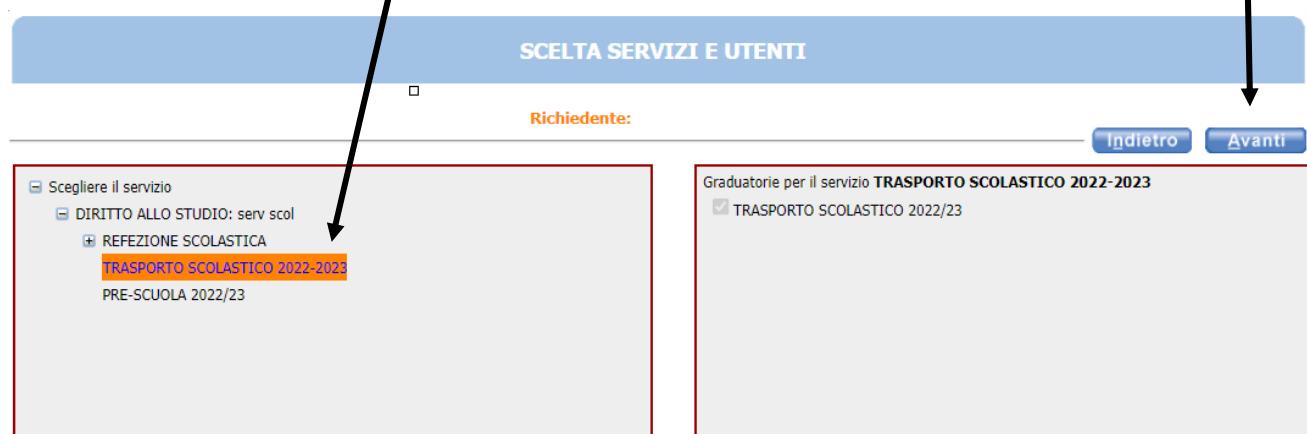 SCELTA SERVIZI E UTENTI
Richiedente:
Indietro Avanti
Scegliere il servizio
DIRITTO ALLO STUDIO: serv scol
REFEZIONE SCOLASTICA
TRASPORTO SCOLASTICO 2022-2023
PRE-SCUOLA 2022/23
Graduatorie per il servizio TRASPORTO SCOLASTICO 2022-2023
TRASPORTO SCOLASTICO 2022/23